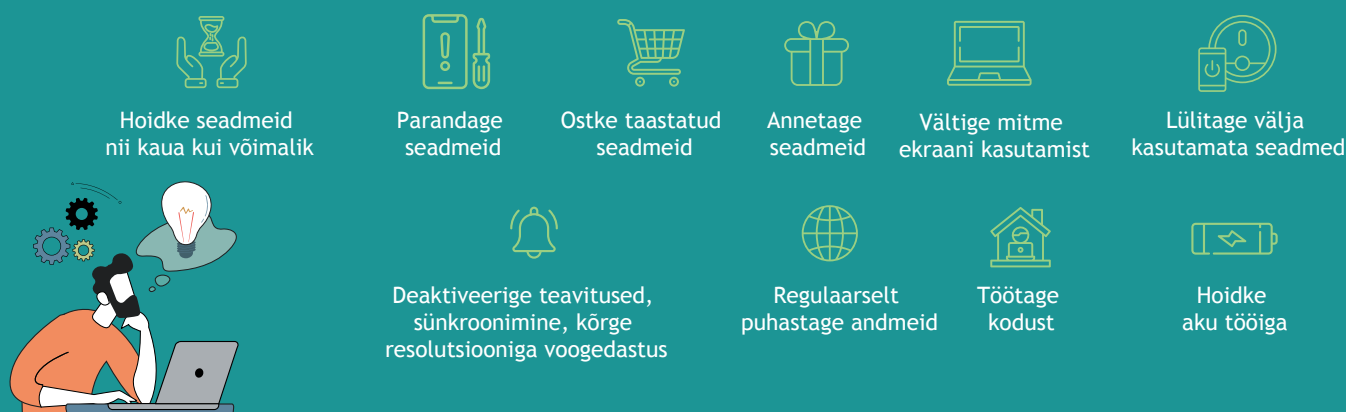 Hoidke seadmeid
nii kaua kui võimalik
Parandage
seadmeid
Ostke taastatud
seadmeid
Annetage
seadmeid
Vältige mitme
ekraani kasutamist
Lülitage välja
kasutamata seadmed
Deaktiveerige teavitused,
sünkroonimine, kõrge
resolutsiooniga voogedastus
Regulaarselt
puhastage andmeid
Töötage
kodust
Hoidke
aku tööiga